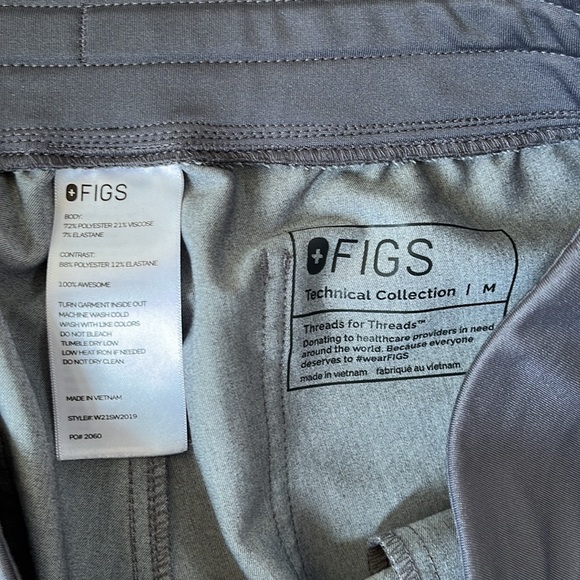 FIGS
BODY:
72% POLYESTER 21% VISCOSE
7% ELASTANE
CONTRAST:
88% POLYESTER 12% ELASTANE
100% AWESOME
TURN GARMENT INSIDE OUT
MACHINE WASH COLD
WASH WITH LIKE COLORS
DO NOT BLEACH
TUMBLE DRY LOW
LOW HEAT IRON IF NEEDED
DO NOT DRY CLEAN
MADE IN VIETNAM
STYLE#: W21SW2019
PO# 2060
FIGS
Technical Collection | M
Threads for Threads™
Donating to healthcare providers in need
around the world. Because everyone
deserves to #wearFIGS
made in vietnam fabriqué au vietnam